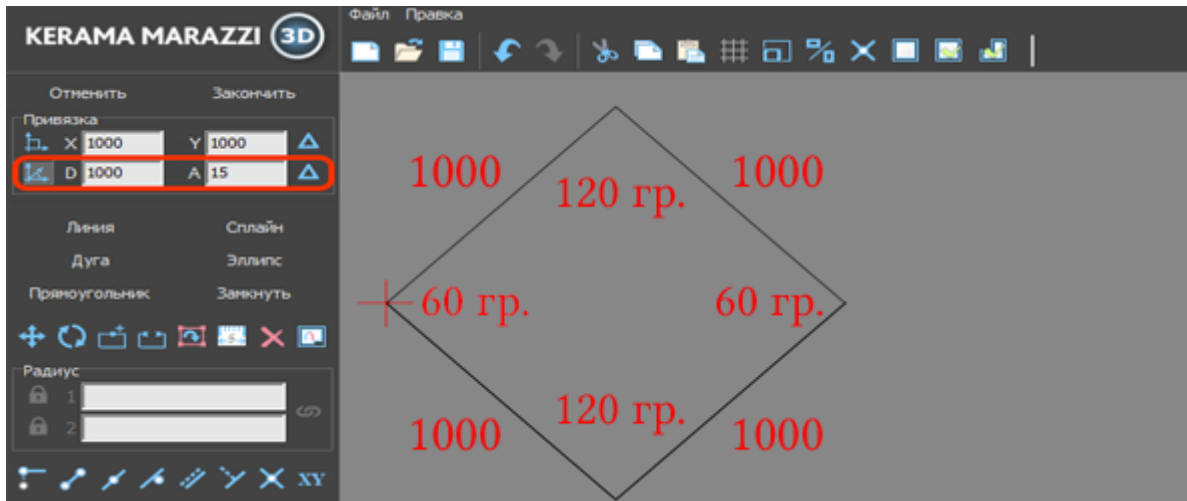 KERAMA MARAZZI 3D
Файл Правка
Отменить Закончить
Привязка
X 1000 Y 1000
D 1000 A 15
Линия Сплайн
Дуга Эллипс
Прямоугольник Замкнуть
Радиус
1
2
XY
1000 1000
120 гр.
60 гр. 60 гр.
120 гр.
1000 1000